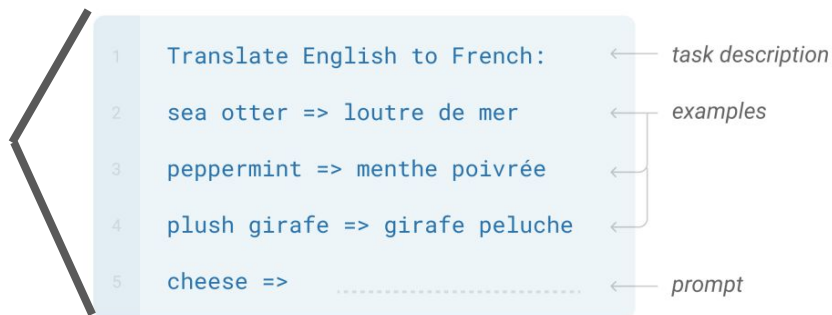 1 Translate English to French: task description
2 sea otter => loutre de mer examples
3 peppermint => menthe poivrée
4 plush girafe => girafe peluche
5 cheese => prompt